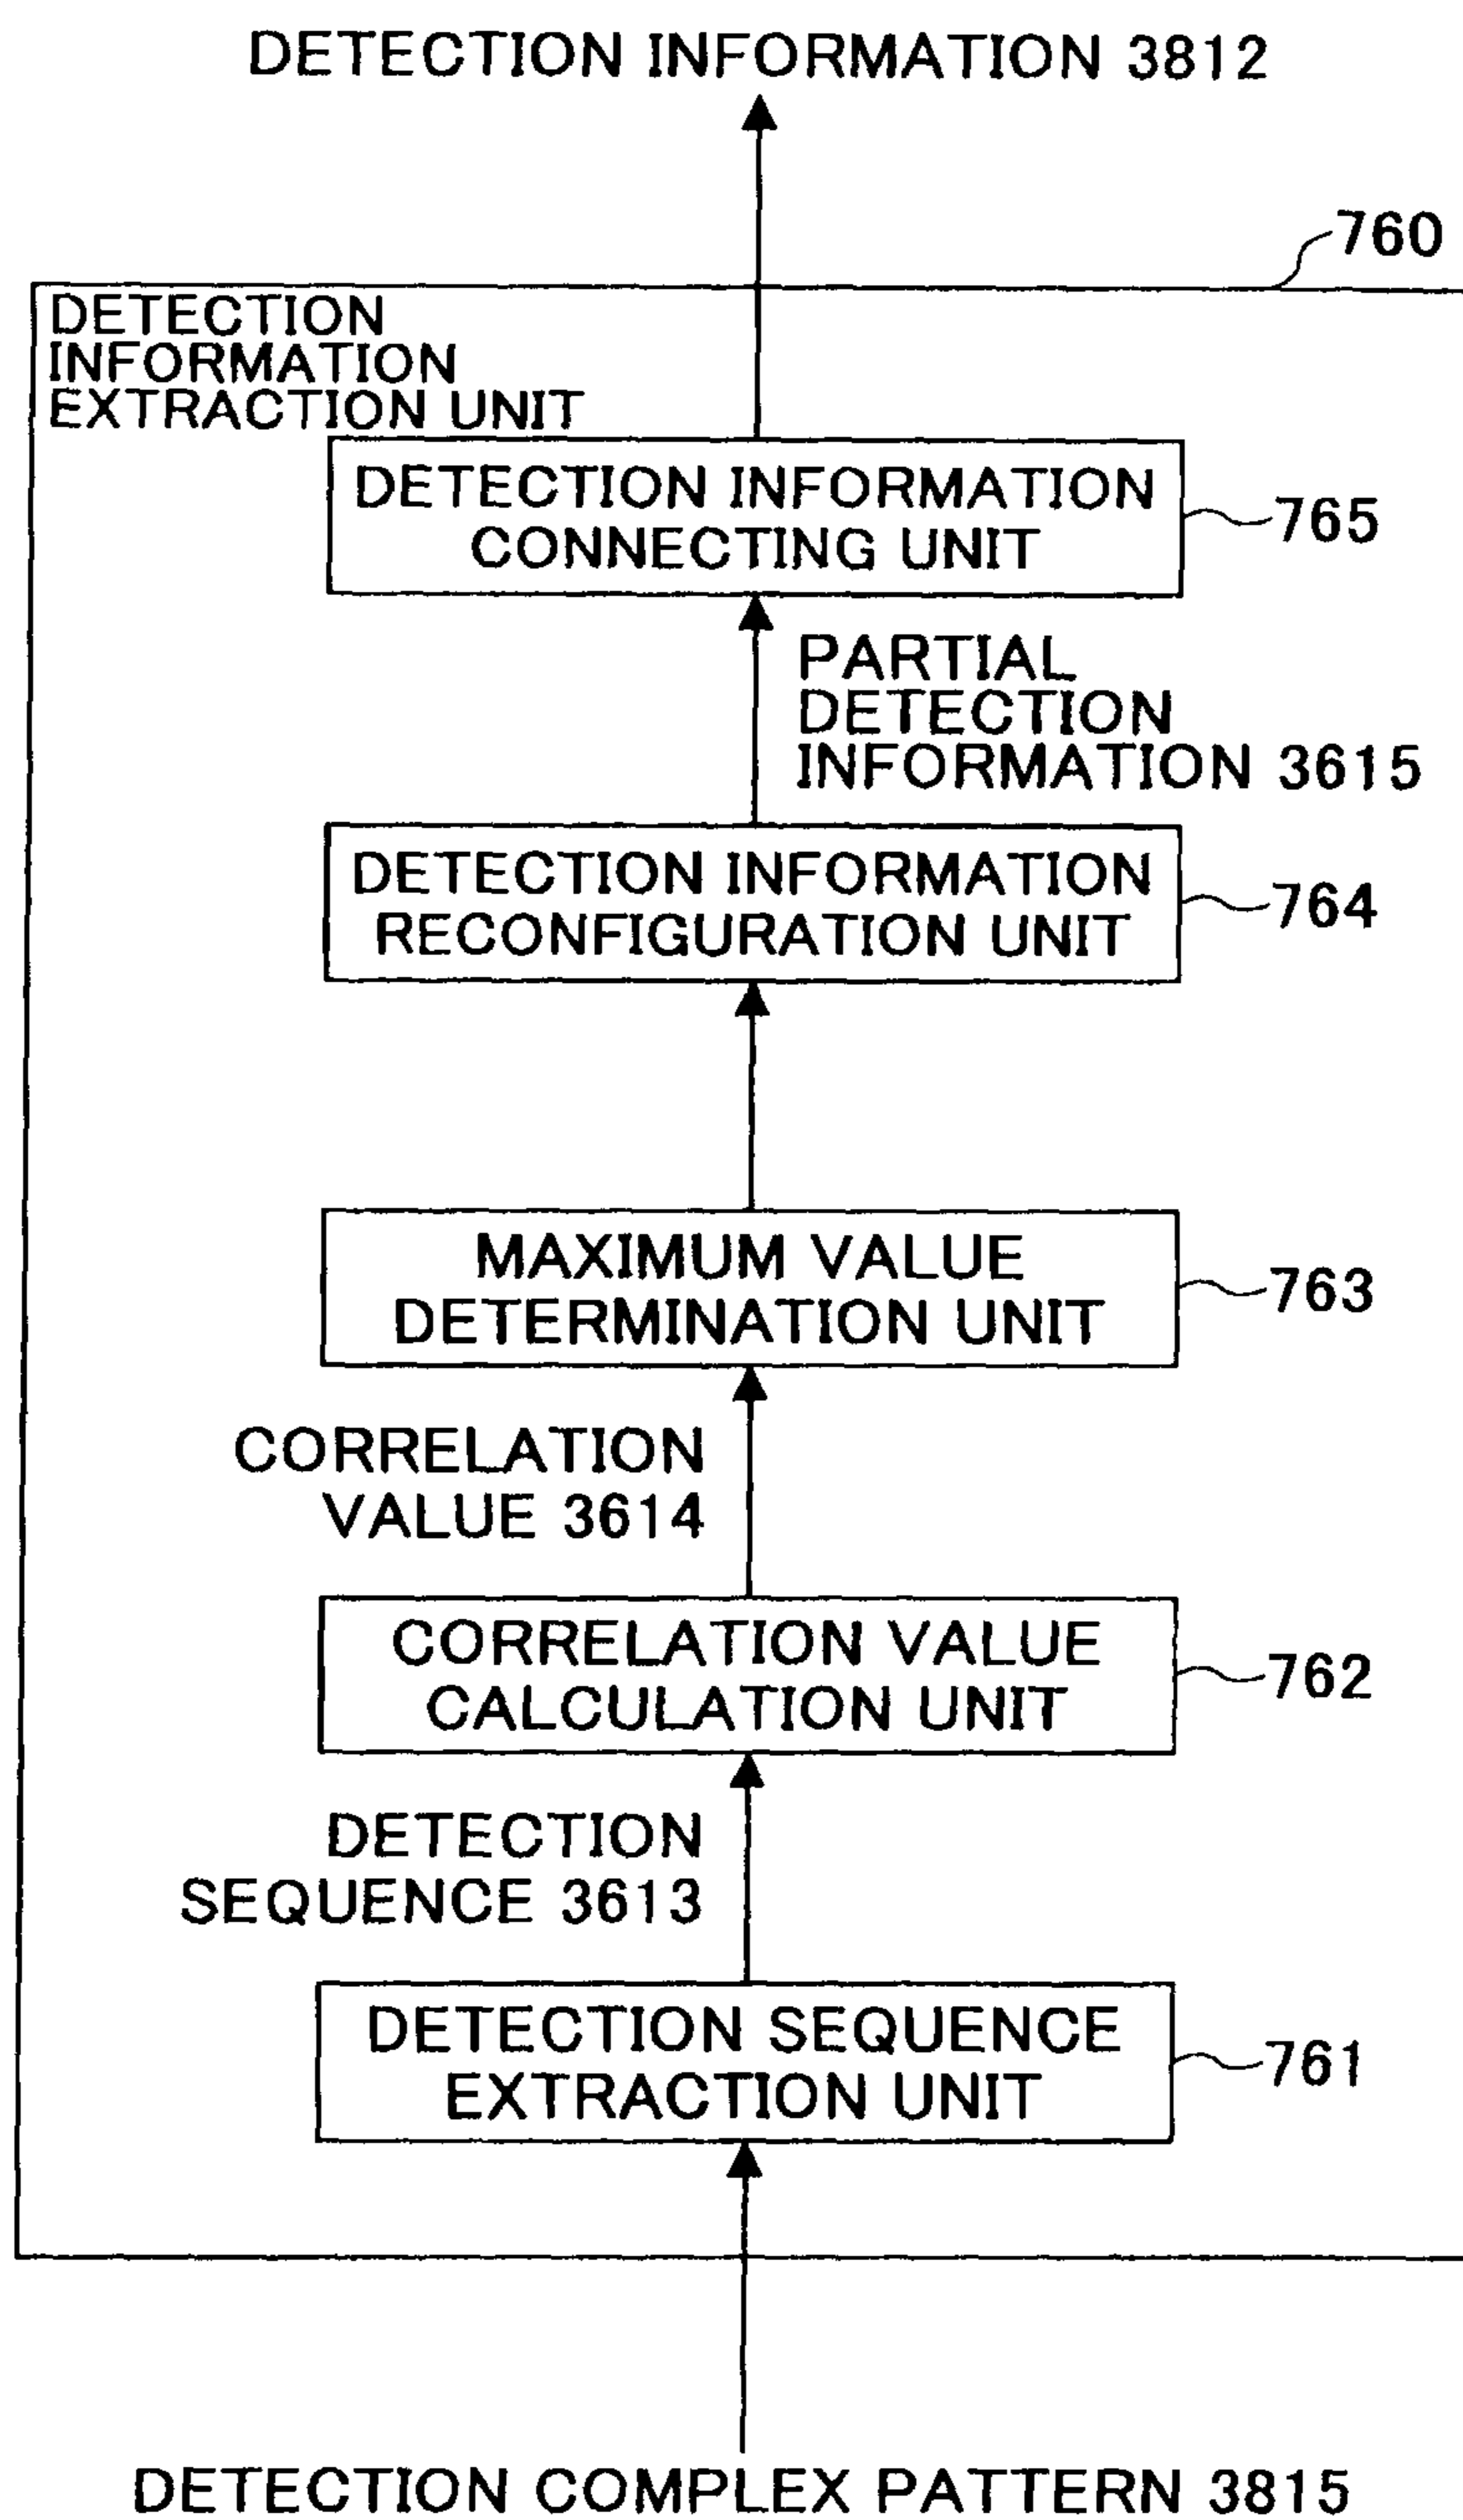 DETECTION INFORMATION 3812
760
DETECTION
INFORMATION
EXTRACTION UNIT
DETECTION INFORMATION
CONNECTING UNIT
765
PARTIAL
DETECTION
INFORMATION 3615
DETECTION INFORMATION
RECONFIGURATION UNIT
764
MAXIMUM VALUE
DETERMINATION UNIT
763
CORRELATION
VALUE 3614
CORRELATION VALUE
CALCULATION UNIT
762
DETECTION
SEQUENCE 3613
DETECTION SEQUENCE
EXTRACTION UNIT
761
DETECTION COMPLEX PATTERN 3815